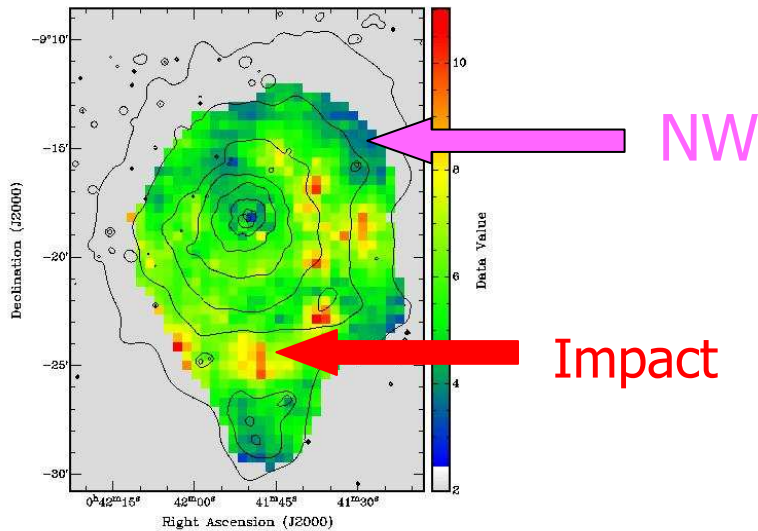 -9°10′
-15′
-20′
-25′
-30′
Declination (J2000)
0ʰ42ᵐ15ˢ 42ᵐ00ˢ 41ᵐ45ˢ 41ᵐ30ˢ
Right Ascension (J2000)
10
8
6
4
2
Data Value
NW
Impact